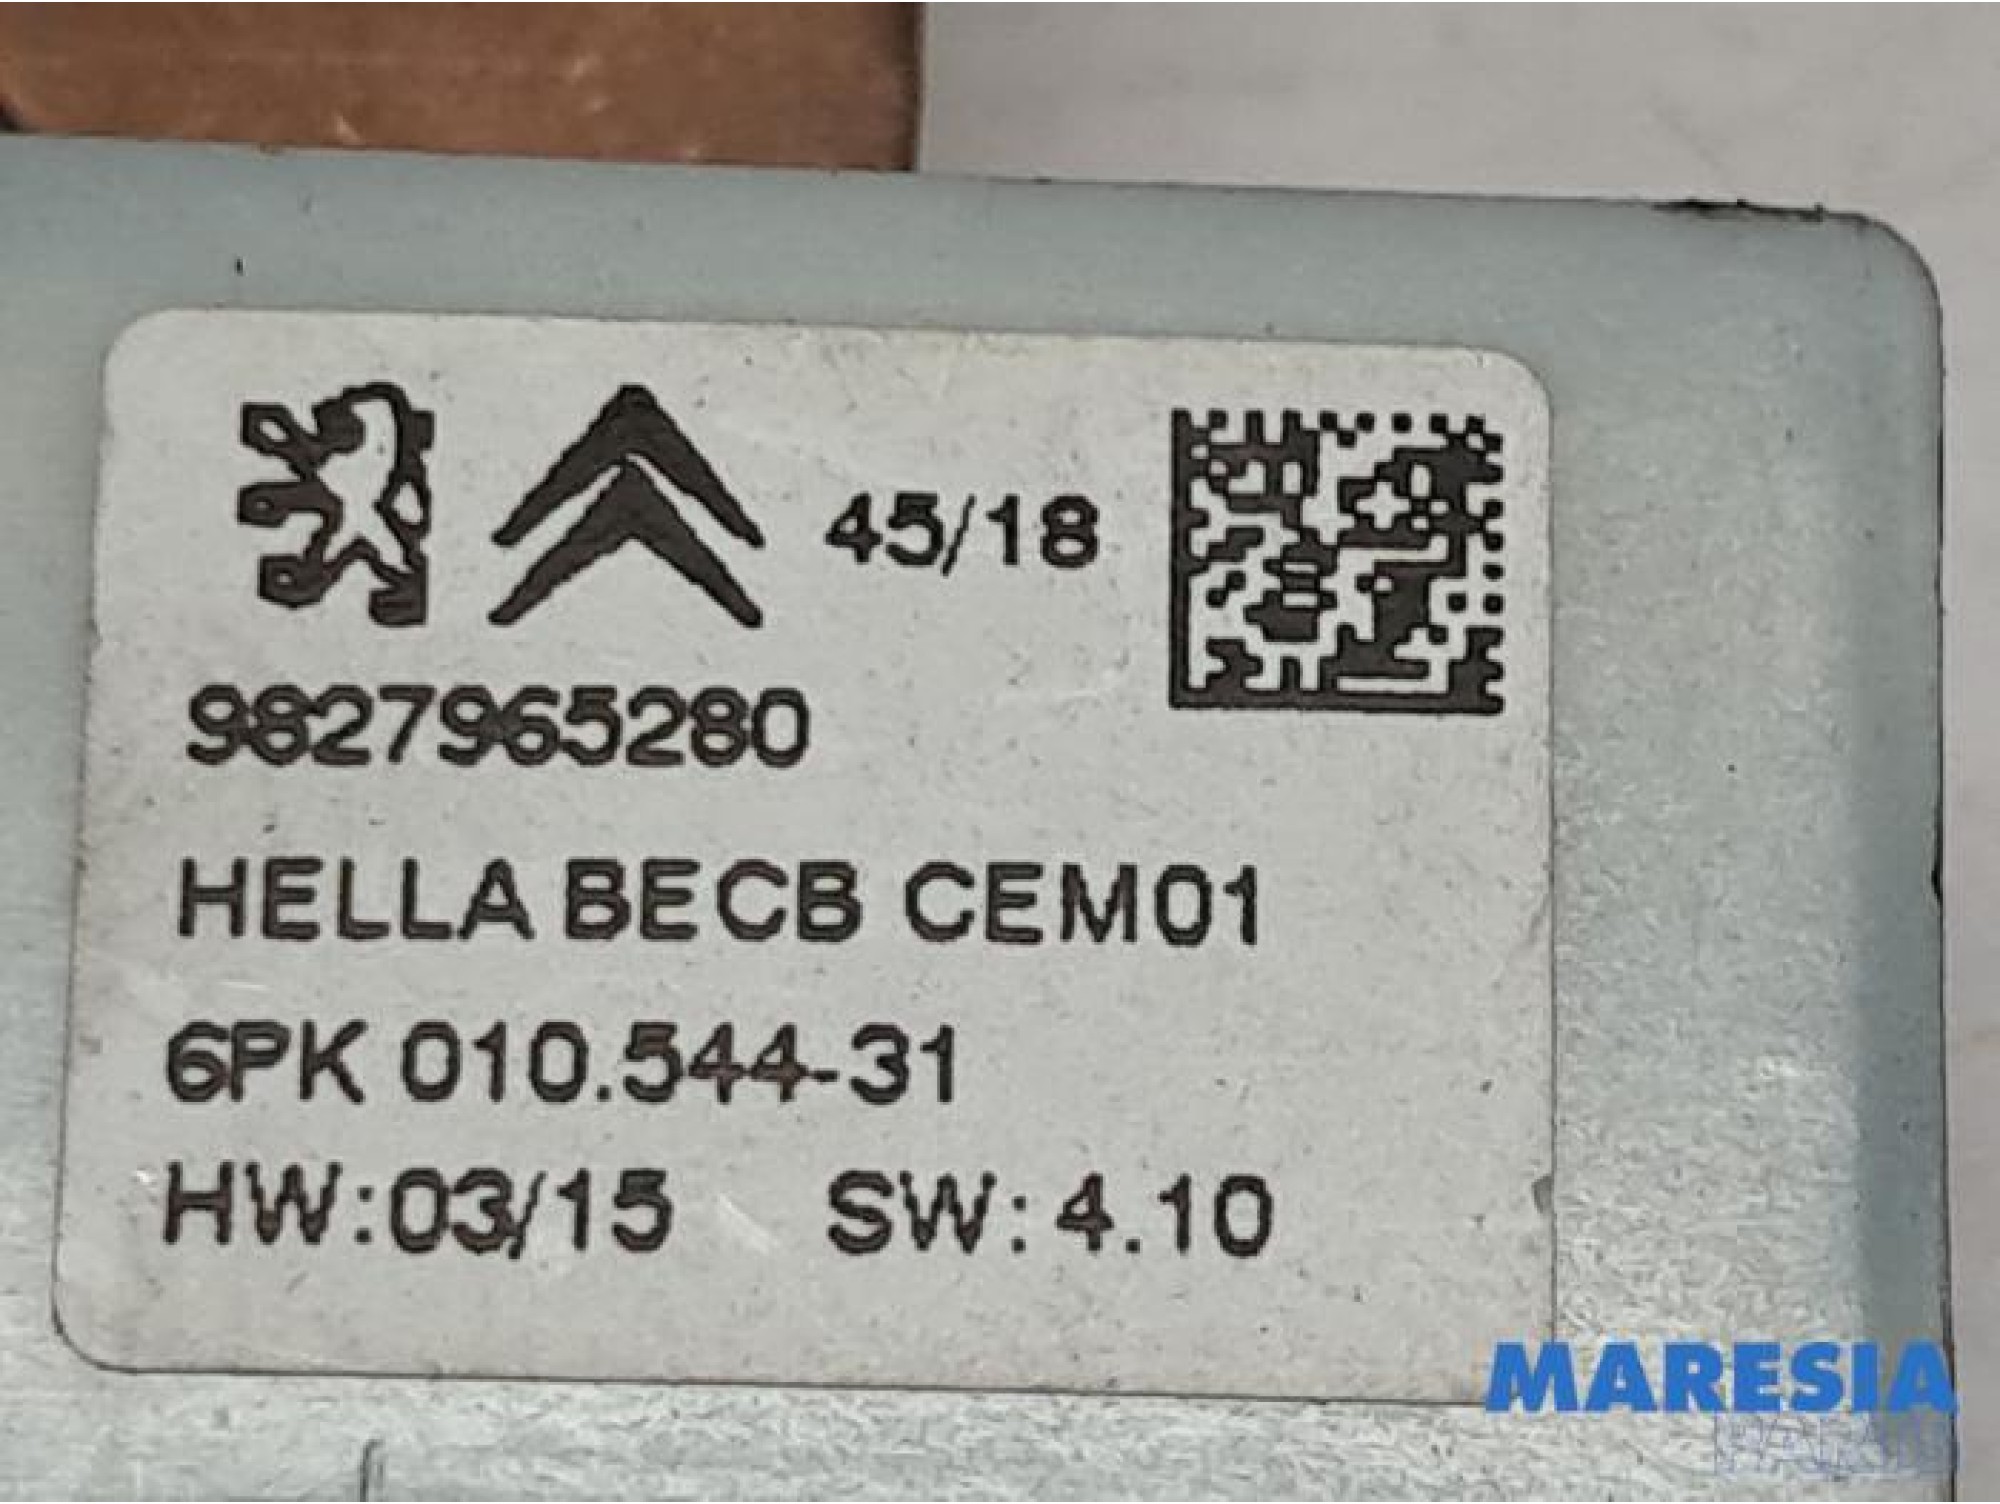 45/18
9827965280
HELLA BECB CEM01
6PK 010.544-31
HW:03/15 SW: 4.10
MARESIA